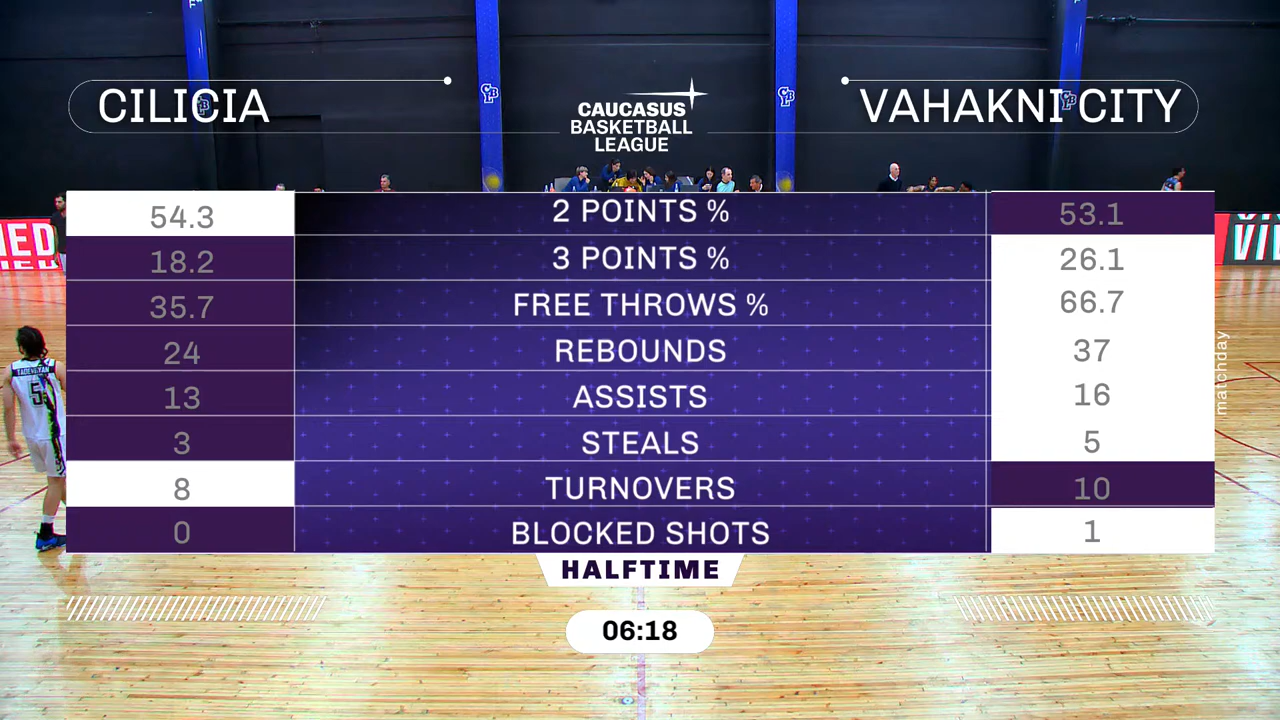 CILICIA
CAUCASUS
BASKETBALL
LEAGUE
VAHAKNI CITY
54.3 2 POINTS % 53.1
18.2 3 POINTS % 26.1
35.7 FREE THROWS % 66.7
24 REBOUNDS 37
13 ASSISTS 16
3 STEALS 5
8 TURNOVERS 10
0 BLOCKED SHOTS 1
HALFTIME
06:18
matchday
5